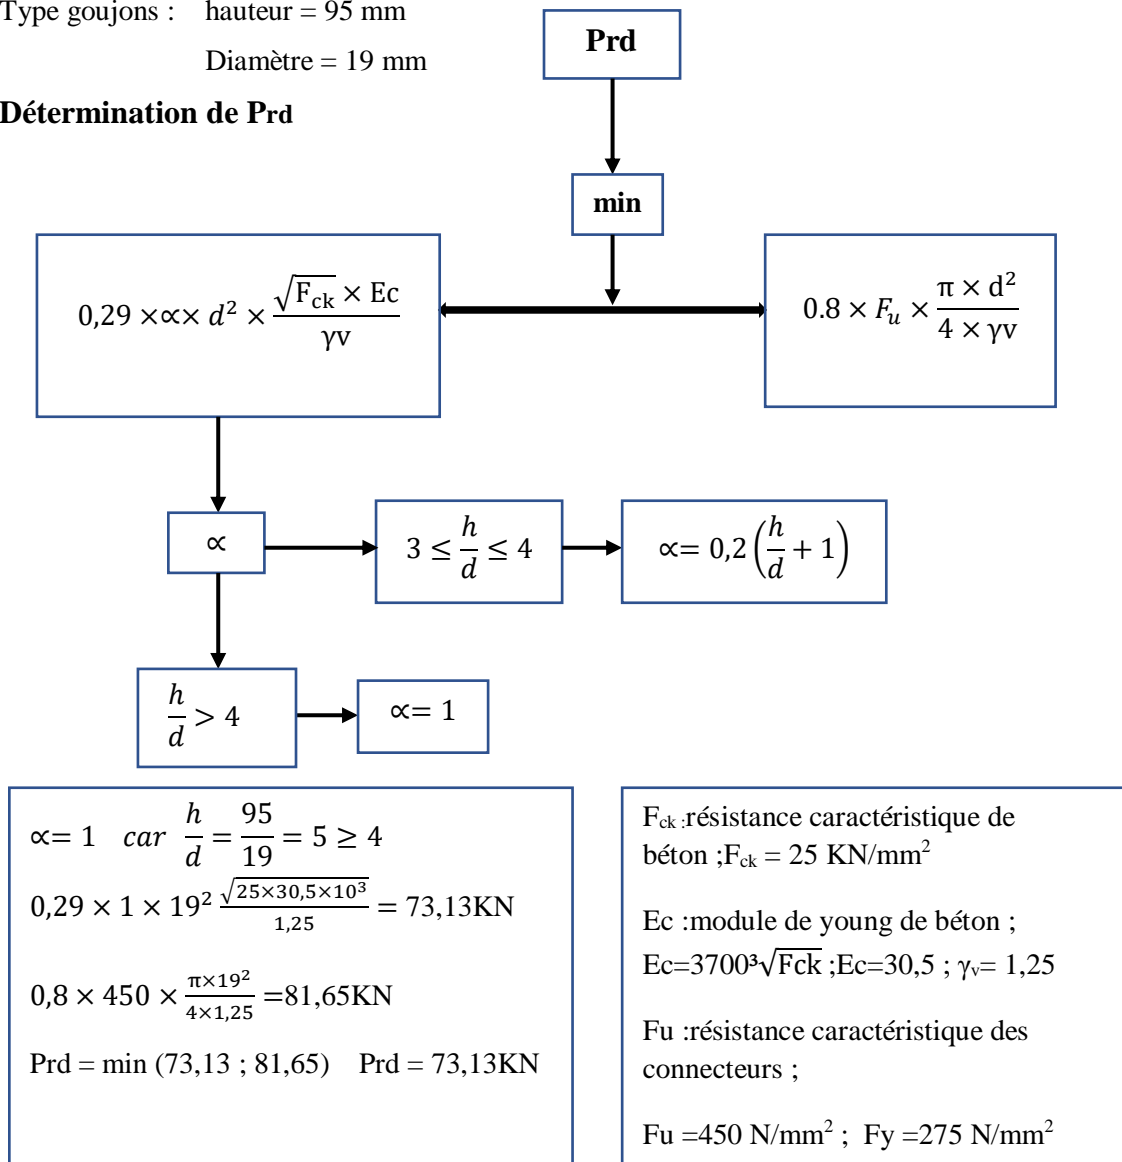 Type goujons : hauteur = 95 mm
Diamètre = 19 mm
Détermination de Prd
Prd
min
0,29 ×∝× d² × √F_ck × Ec / γv
0.8 × F_u × π × d² / 4 × γv
∝
3 ≤ h/d ≤ 4
∝= 0,2 (h/d + 1)
h/d > 4
∝= 1
∝= 1 car h/d = 95/19 = 5 ≥ 4
0,29 × 1 × 19² √(25×30,5×10³) / 1,25 = 73,13KN
0,8 × 450 × π×19² / 4×1,25 =81,65KN
Prd = min (73,13 ; 81,65) Prd = 73,13KN
F_ck :résistance caractéristique de
béton ;F_ck = 25 KN/mm²
Ec :module de young de béton ;
Ec=3700³√Fck ;Ec=30,5 ; γ_v= 1,25
Fu :résistance caractéristique des
connecteurs ;
Fu =450 N/mm² ; Fy =275 N/mm²